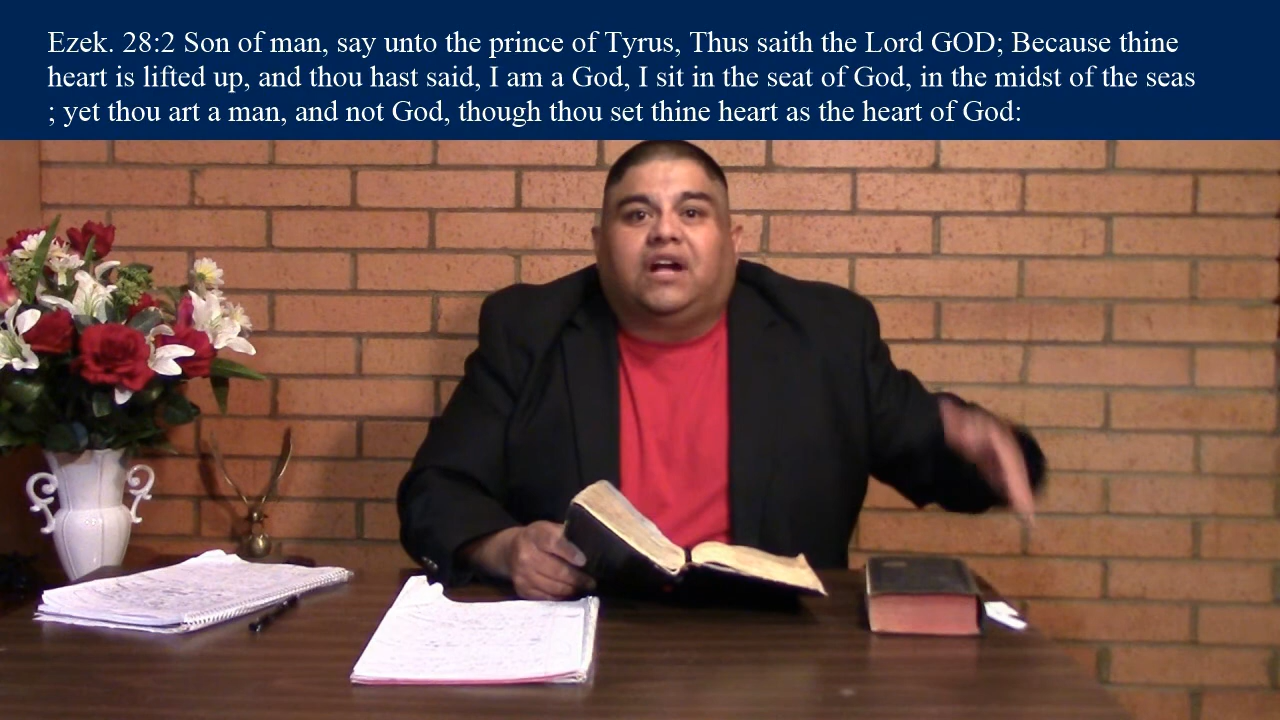 Ezek. 28:2 Son of man, say unto the prince of Tyrus, Thus saith the Lord GOD; Because thine
heart is lifted up, and thou hast said, I am a God, I sit in the seat of God, in the midst of the seas
; yet thou art a man, and not God, though thou set thine heart as the heart of God: